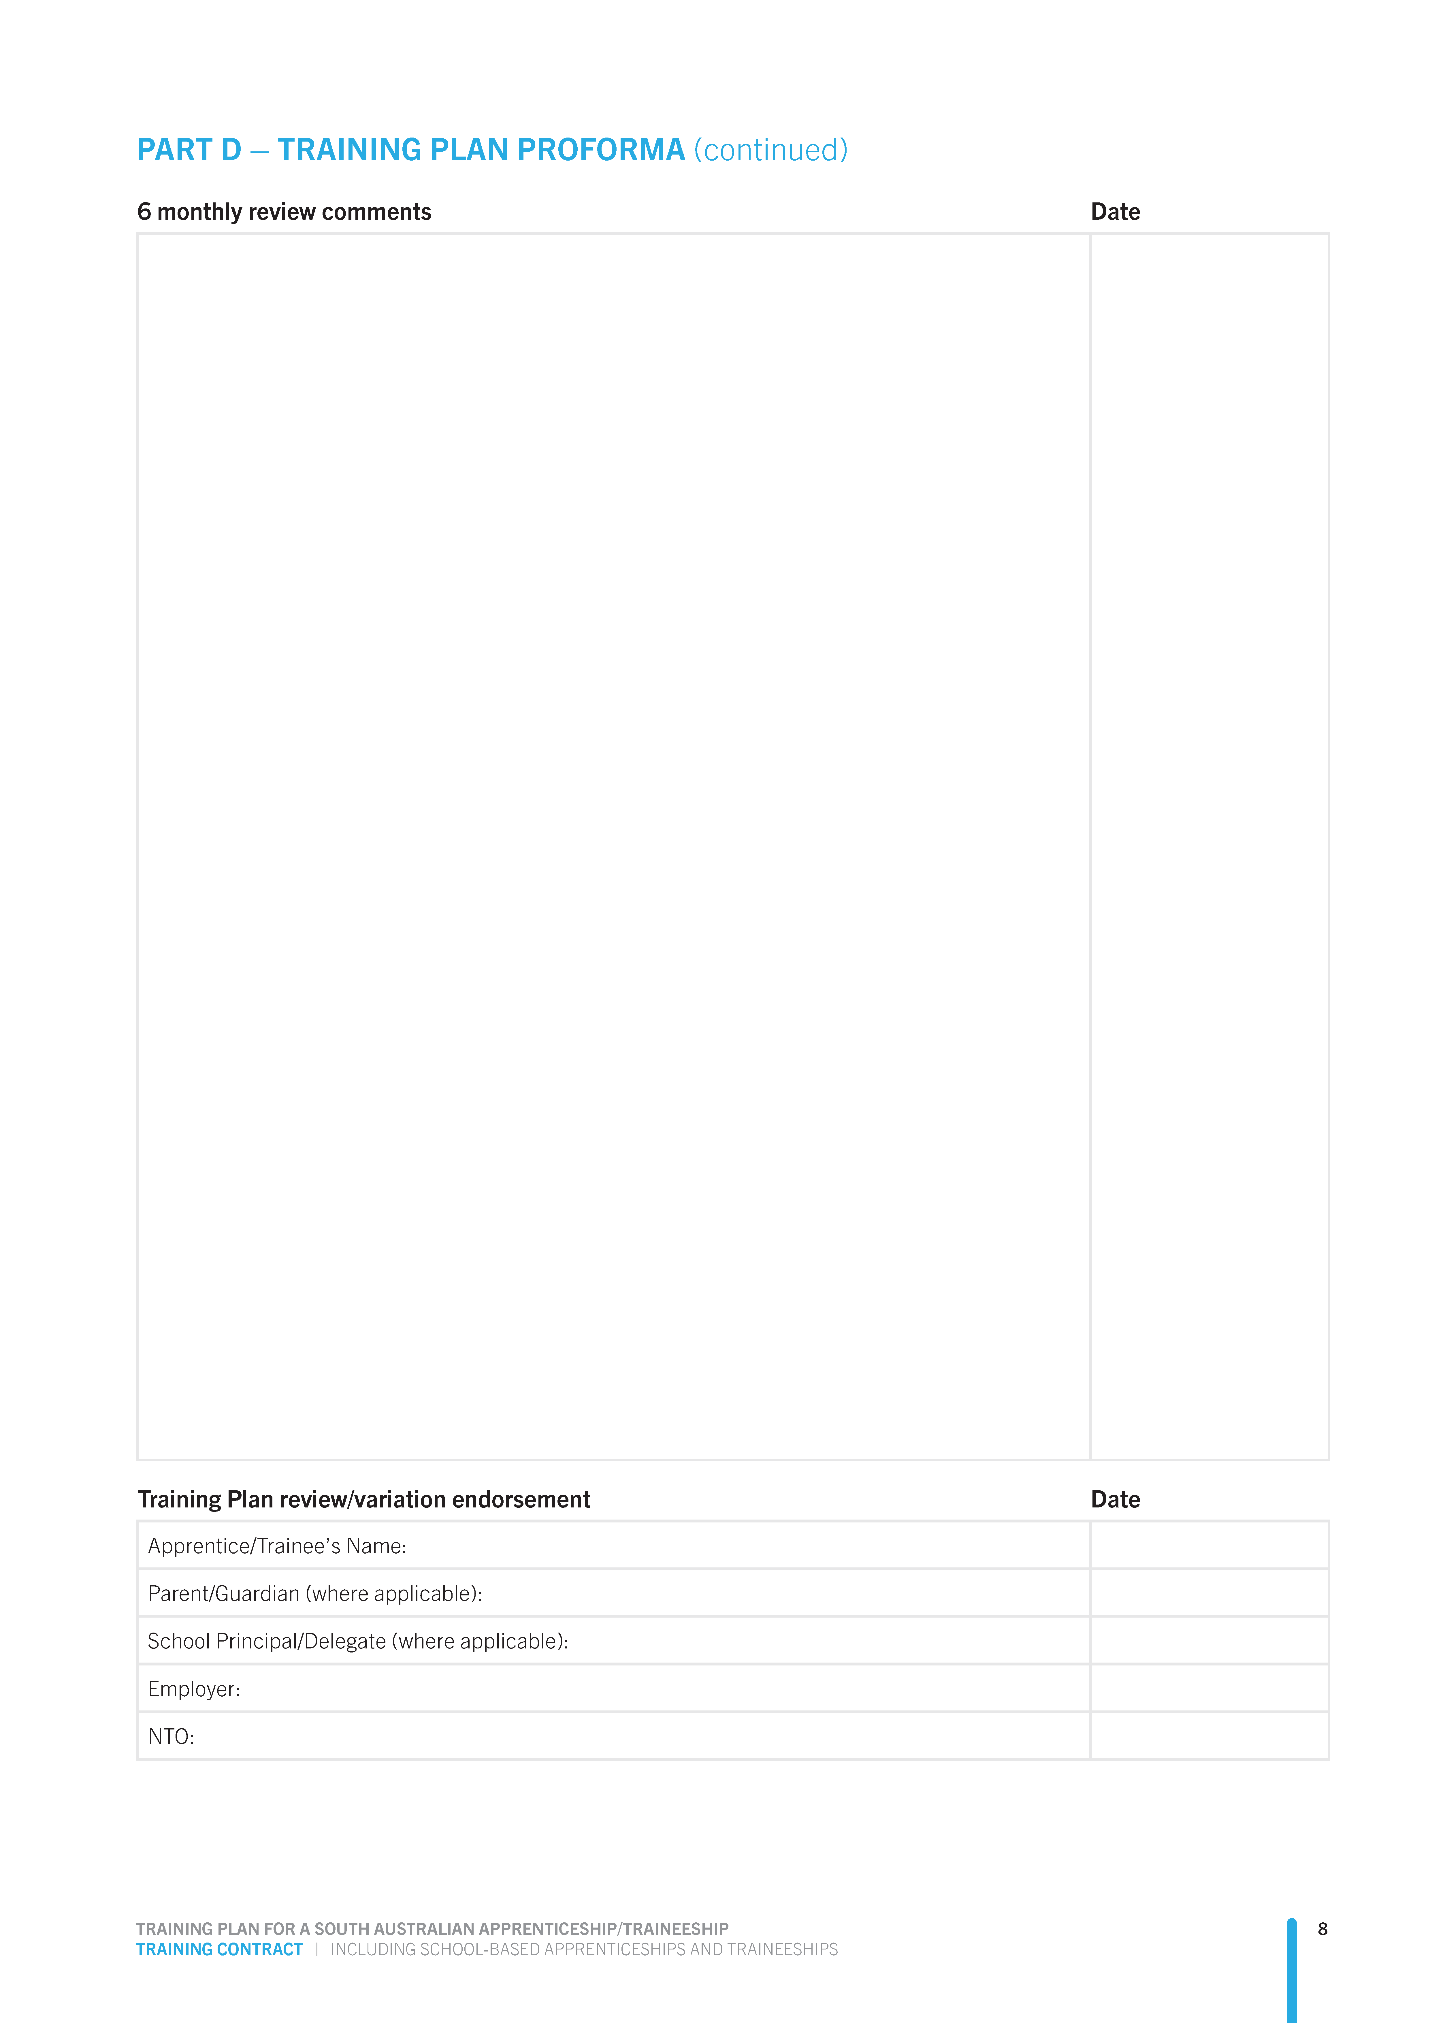 PART D – TRAINING PLAN PROFORMA (continued)
6 monthly review comments Date
Training Plan review/variation endorsement Date
Apprentice/Trainee’s Name:
Parent/Guardian (where applicable):
School Principal/Delegate (where applicable):
Employer:
NTO:
TRAINING PLAN FOR A SOUTH AUSTRALIAN APPRENTICESHIP/TRAINEESHIP 8
TRAINING CONTRACT | INCLUDING SCHOOL-BASED APPRENTICESHIPS AND TRAINEESHIPS